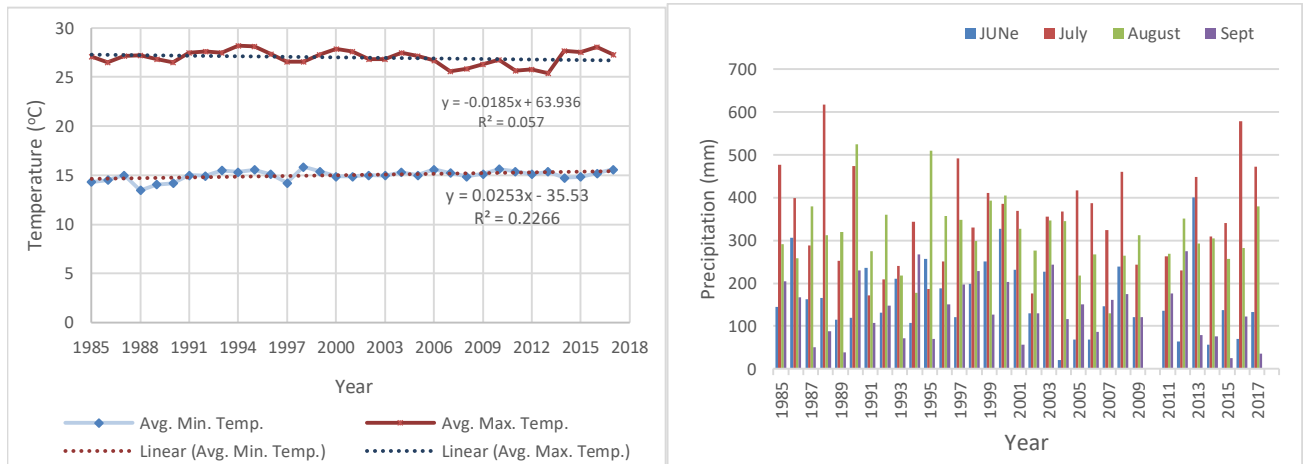 30
25
20
15
10
5
0
Temperature (ºC)
y = -0.0185x + 63.936
R² = 0.057
y = 0.0253x - 35.53
R² = 0.2266
1985 1988 1991 1994 1997 2000 2003 2006 2009 2012 2015 2018
Year
Avg. Min. Temp.
Avg. Max. Temp.
Linear (Avg. Min. Temp.)
Linear (Avg. Max. Temp.)
JUNe July August Sept
700
600
500
400
300
200
100
0
Precipitation (mm)
1985 1987 1989 1991 1993 1995 1997 1999 2001 2003 2005 2007 2009 2011 2013 2015 2017
Year